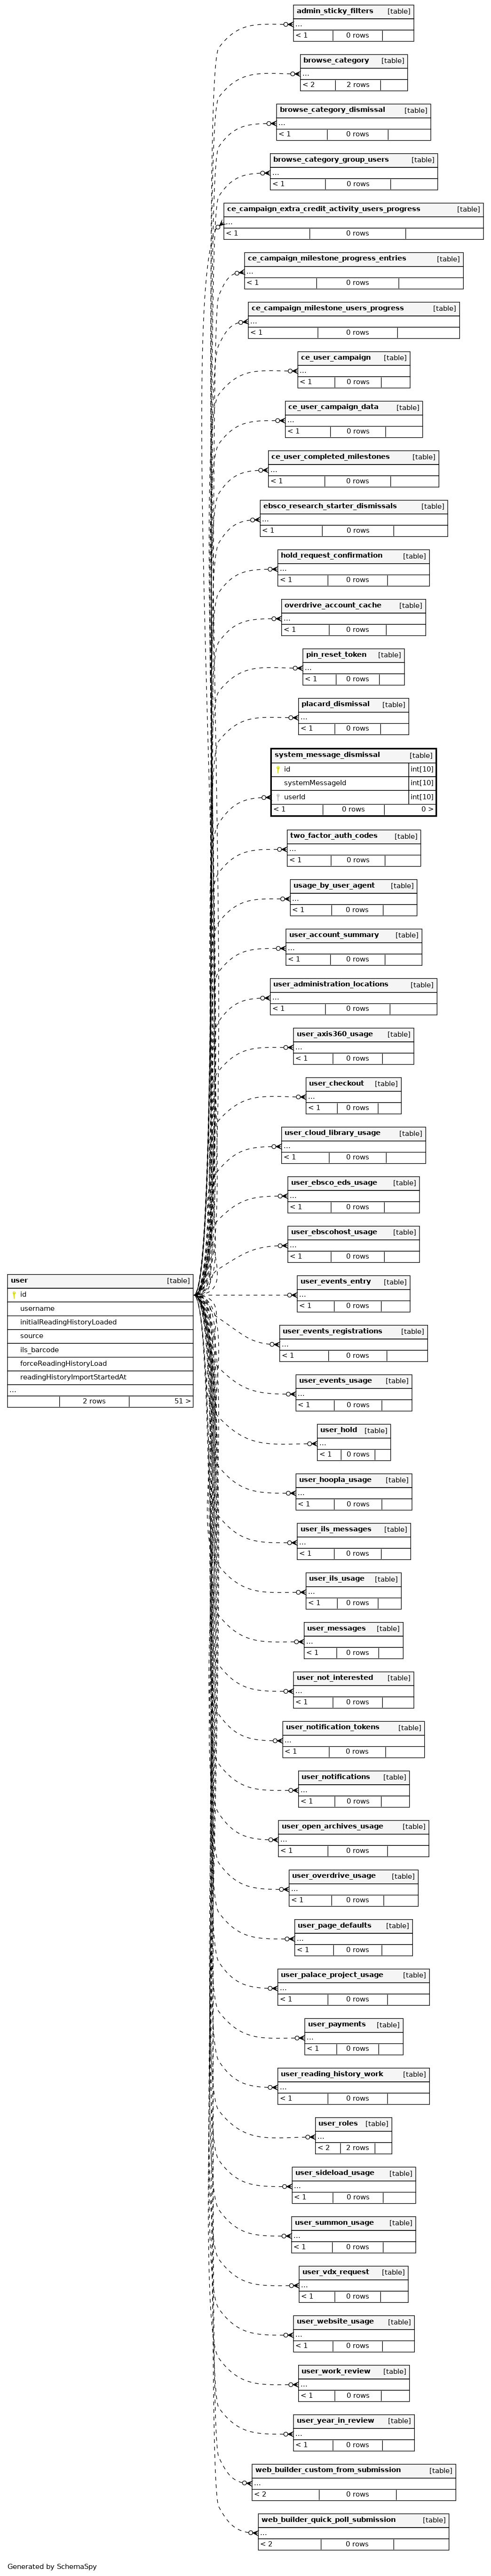 admin_sticky_filters [table]
...
< 1 0 rows
browse_category [table]
...
< 2 2 rows
browse_category_dismissal [table]
...
< 1 0 rows
browse_category_group_users [table]
...
< 1 0 rows
ce_campaign_extra_credit_activity_users_progress [table]
...
< 1 0 rows
ce_campaign_milestone_progress_entries [table]
...
< 1 0 rows
ce_campaign_milestone_users_progress [table]
...
< 1 0 rows
ce_user_campaign [table]
...
< 1 0 rows
ce_user_campaign_data [table]
...
< 1 0 rows
ce_user_completed_milestones [table]
...
< 1 0 rows
ebsco_research_starter_dismissals [table]
...
< 1 0 rows
hold_request_confirmation [table]
...
< 1 0 rows
overdrive_account_cache [table]
...
< 1 0 rows
pin_reset_token [table]
...
< 1 0 rows
placard_dismissal [table]
...
< 1 0 rows
system_message_dismissal [table]
id int[10]
systemMessageId int[10]
userId int[10]
< 1 0 rows 0 >
two_factor_auth_codes [table]
...
< 1 0 rows
usage_by_user_agent [table]
...
< 1 0 rows
user_account_summary [table]
...
< 1 0 rows
user_administration_locations [table]
...
< 1 0 rows
user_axis360_usage [table]
...
< 1 0 rows
user_checkout [table]
...
< 1 0 rows
user_cloud_library_usage [table]
...
< 1 0 rows
user_ebsco_eds_usage [table]
...
< 1 0 rows
user_ebscohost_usage [table]
...
< 1 0 rows
user [table]
id
username
initialReadingHistoryLoaded
source
ils_barcode
forceReadingHistoryLoad
readingHistoryImportStartedAt
...
2 rows 51 >
user_events_entry [table]
...
< 1 0 rows
user_events_registrations [table]
...
< 1 0 rows
user_events_usage [table]
...
< 1 0 rows
user_hold [table]
...
< 1 0 rows
user_hoopla_usage [table]
...
< 1 0 rows
user_ils_messages [table]
...
< 1 0 rows
user_ils_usage [table]
...
< 1 0 rows
user_messages [table]
...
< 1 0 rows
user_not_interested [table]
...
< 1 0 rows
user_notification_tokens [table]
...
< 1 0 rows
user_notifications [table]
...
< 1 0 rows
user_open_archives_usage [table]
...
< 1 0 rows
user_overdrive_usage [table]
...
< 1 0 rows
user_page_defaults [table]
...
< 1 0 rows
user_palace_project_usage [table]
...
< 1 0 rows
user_payments [table]
...
< 1 0 rows
user_reading_history_work [table]
...
< 1 0 rows
user_roles [table]
...
< 2 2 rows
user_sideload_usage [table]
...
< 1 0 rows
user_summon_usage [table]
...
< 1 0 rows
user_vdx_request [table]
...
< 1 0 rows
user_website_usage [table]
...
< 1 0 rows
user_work_review [table]
...
< 1 0 rows
user_year_in_review [table]
...
< 1 0 rows
web_builder_custom_from_submission [table]
...
< 2 0 rows
web_builder_quick_poll_submission [table]
...
< 2 0 rows
Generated by SchemaSpy